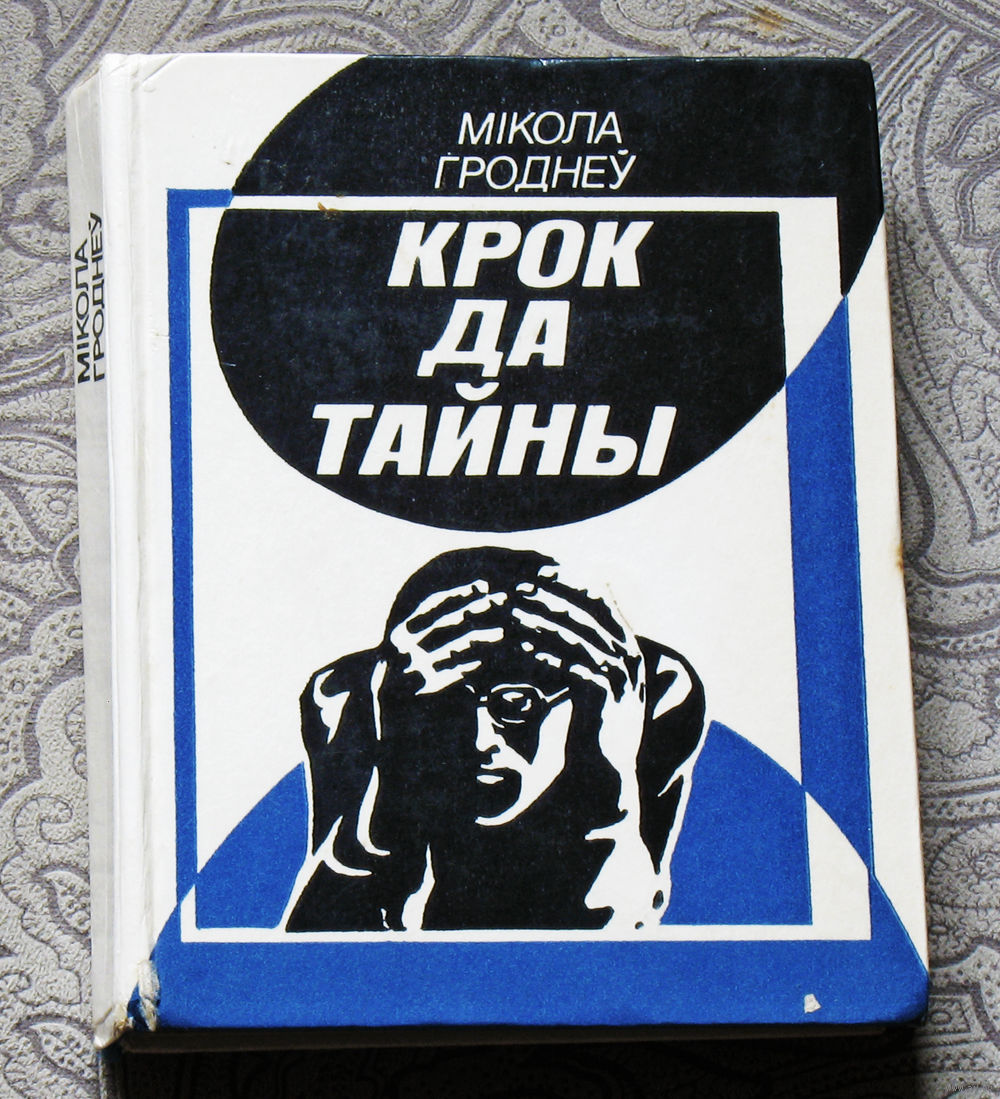 МІКОЛА
ГРОДНЕЎ
КРОК
ДА
ТАЙНЫ
МІКОЛА
ГРОДНЕЎ